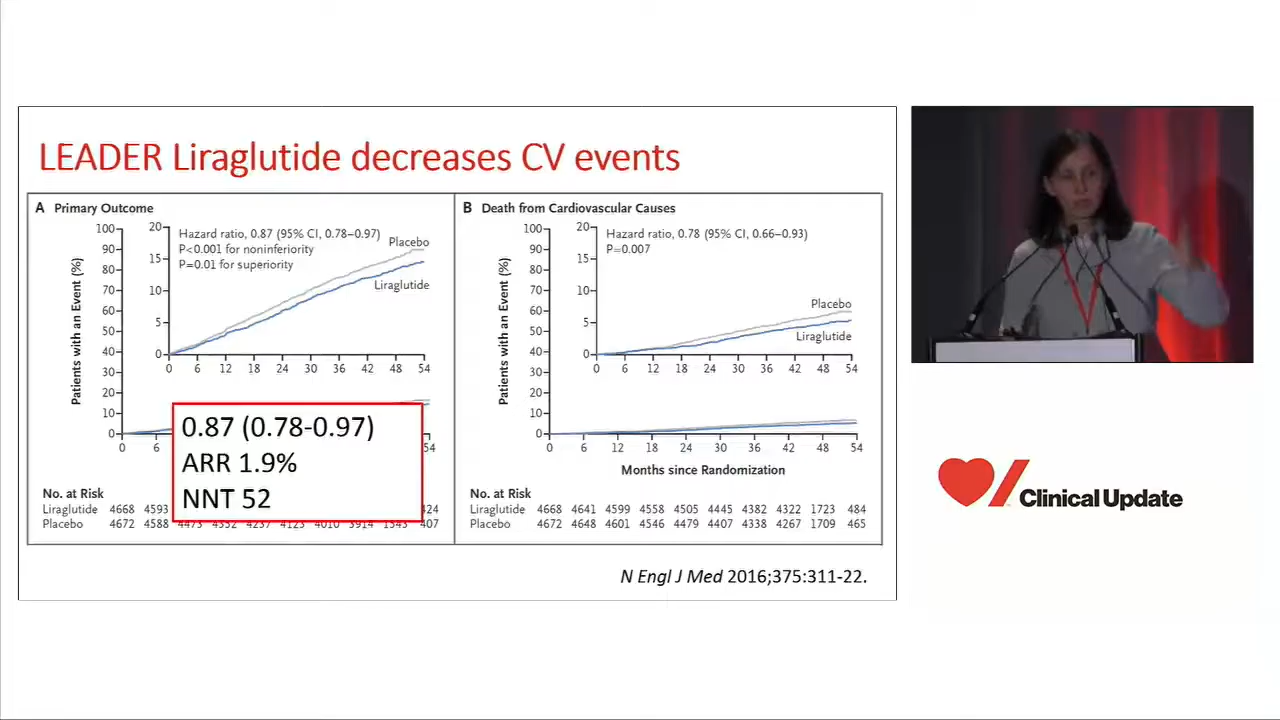 LEADER Liraglutide decreases CV events
A Primary Outcome
Patients with an Event (%)
100
90
80
70
60
50
40
30
20
10
0
0 6
54
20
15
10
5
0
0 6 12 18 24 30 36 42 48 54
Hazard ratio, 0.87 (95% CI, 0.78–0.97)
P<0.001 for noninferiority
P=0.01 for superiority
Placebo
Liraglutide
0.87 (0.78-0.97)
ARR 1.9%
NNT 52
No. at Risk
Liraglutide 4668 4593 424
Placebo 4672 4588 4473 4352 4237 4123 4010 3914 1543 407
B Death from Cardiovascular Causes
Patients with an Event (%)
100
90
80
70
60
50
40
30
20
10
0
0 6 12 18 24 30 36 42 48 54
Months since Randomization
20
15
10
5
0
0 6 12 18 24 30 36 42 48 54
Hazard ratio, 0.78 (95% CI, 0.66–0.93)
P=0.007
Placebo
Liraglutide
No. at Risk
Liraglutide 4668 4641 4599 4558 4505 4445 4382 4322 1723 484
Placebo 4672 4648 4601 4546 4479 4407 4338 4267 1709 465
N Engl J Med 2016;375:311-22.
Clinical Update